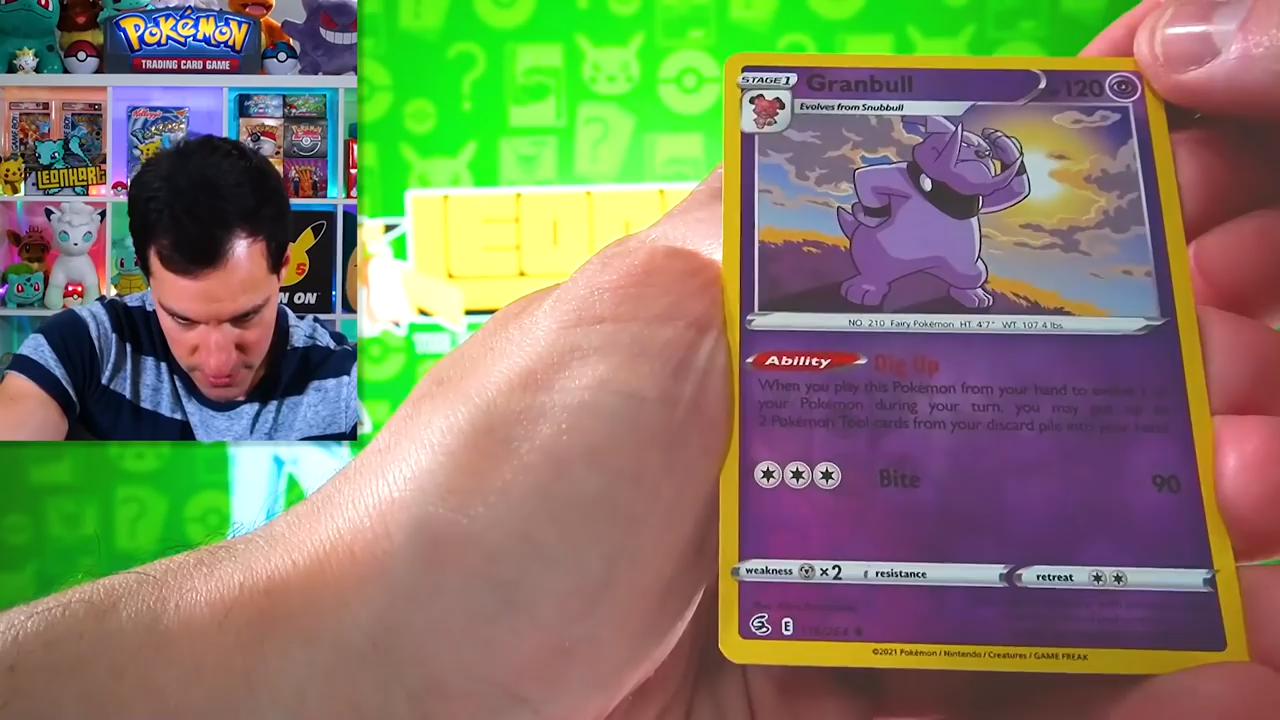 POKÉMON
TRADING CARD GAME
Kellogg's
LEONHART
STAGE 1
Granbull
120
Evolves from Snubbull
NO. 210 Fairy Pokémon HT. 4'7" WT. 107.4 lbs.
Ability
Dig Up
When you play this Pokémon from your hand to evolve 1 of
your Pokémon during your turn, you may put up to
2 Pokémon Tool cards from your discard pile into your hand.
Bite
90
weakness ×2
resistance
retreat
E
©2021 Pokémon / Nintendo / Creatures / GAME FREAK